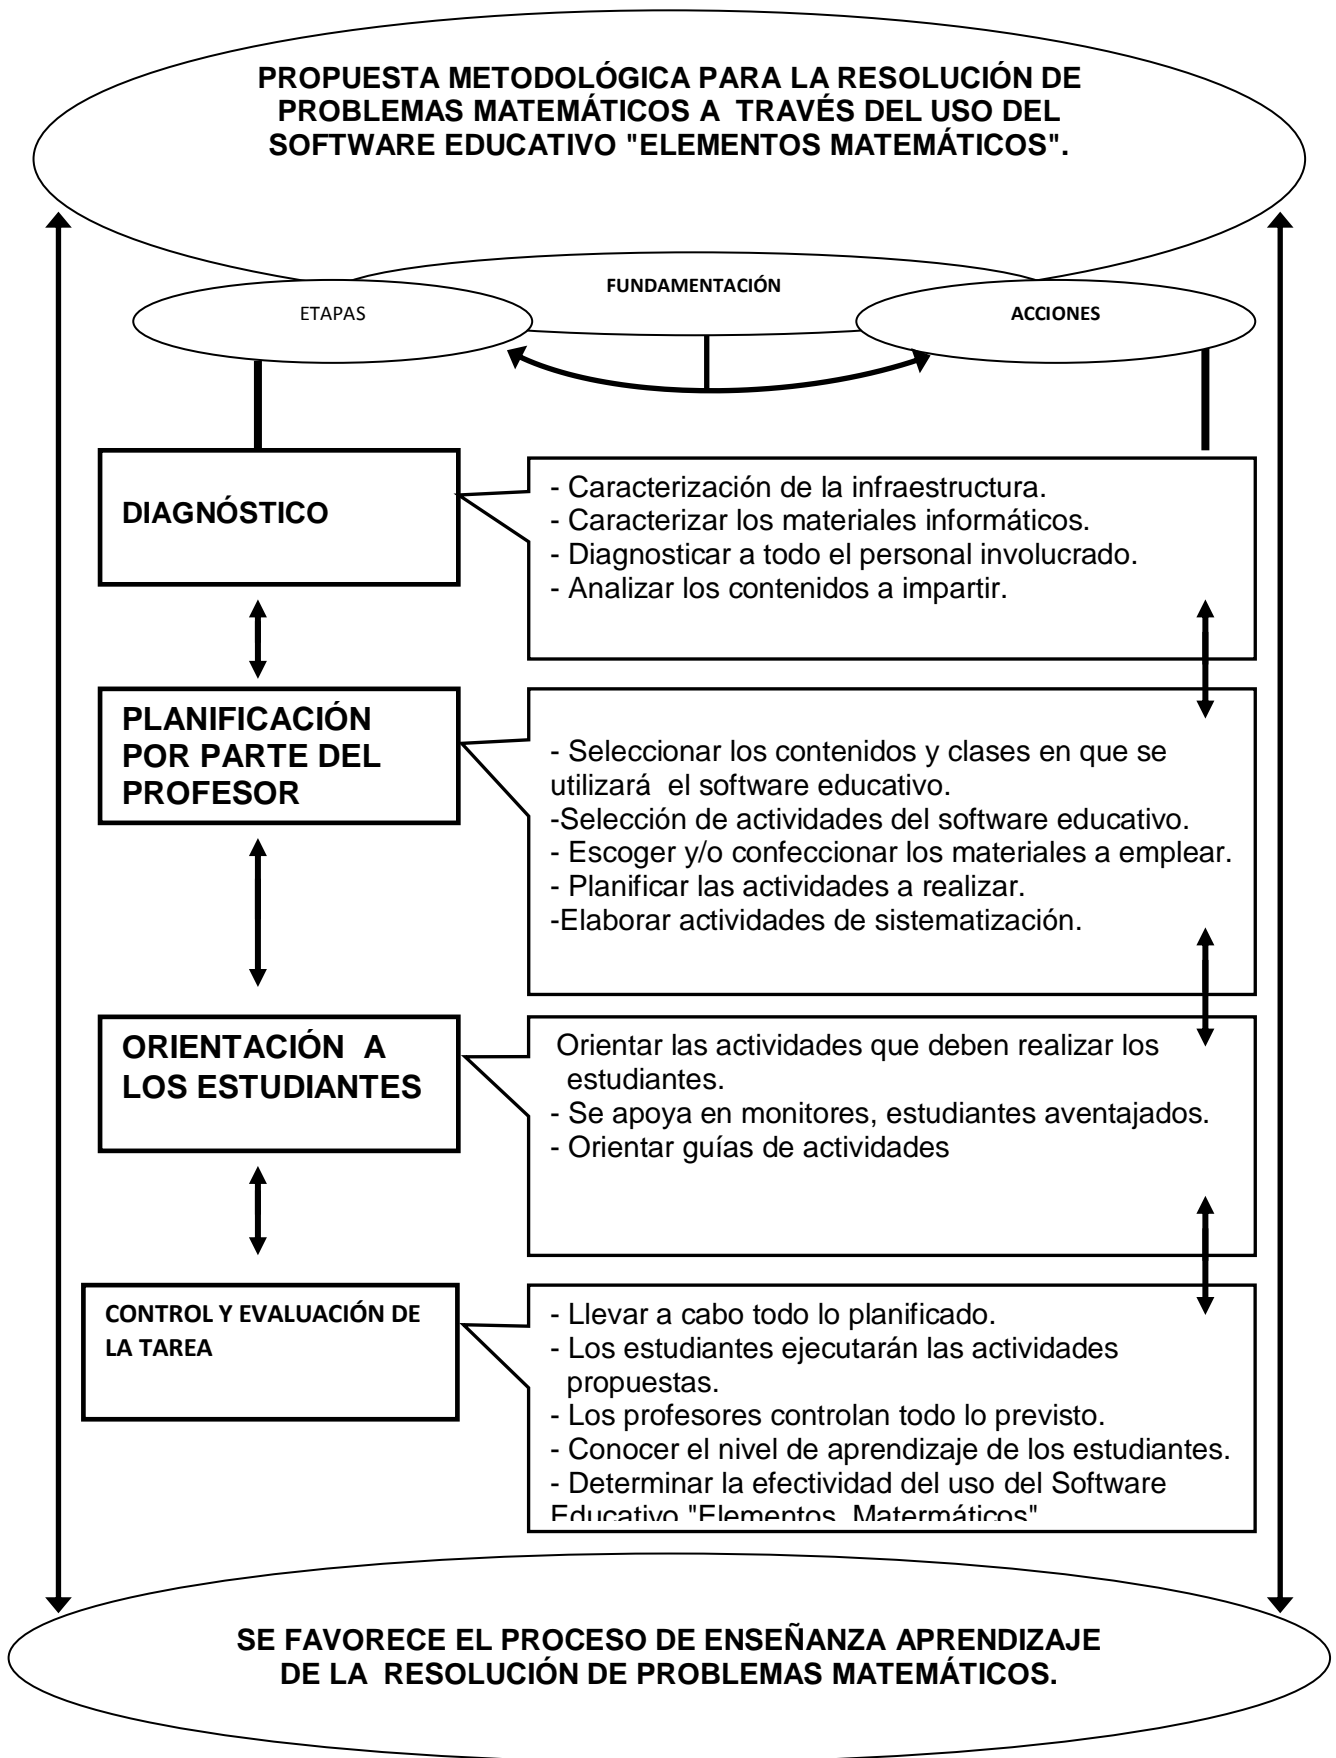 PROPUESTA METODOLÓGICA PARA LA RESOLUCIÓN DE
PROBLEMAS MATEMÁTICOS A TRAVÉS DEL USO DEL
SOFTWARE EDUCATIVO "ELEMENTOS MATEMÁTICOS".
FUNDAMENTACIÓN
ETAPAS
ACCIONES
DIAGNÓSTICO
- Caracterización de la infraestructura.
- Caracterizar los materiales informáticos.
- Diagnosticar a todo el personal involucrado.
- Analizar los contenidos a impartir.
PLANIFICACIÓN
POR PARTE DEL
PROFESOR
- Seleccionar los contenidos y clases en que se
utilizará el software educativo.
-Selección de actividades del software educativo.
- Escoger y/o confeccionar los materiales a emplear.
- Planificar las actividades a realizar.
-Elaborar actividades de sistematización.
ORIENTACIÓN A
LOS ESTUDIANTES
Orientar las actividades que deben realizar los
estudiantes.
- Se apoya en monitores, estudiantes aventajados.
- Orientar guías de actividades
CONTROL Y EVALUACIÓN DE
LA TAREA
- Llevar a cabo todo lo planificado.
- Los estudiantes ejecutarán las actividades
propuestas.
- Los profesores controlan todo lo previsto.
- Conocer el nivel de aprendizaje de los estudiantes.
- Determinar la efectividad del uso del Software
Educativo "Elementos Matermáticos"
SE FAVORECE EL PROCESO DE ENSEÑANZA APRENDIZAJE
DE LA RESOLUCIÓN DE PROBLEMAS MATEMÁTICOS.